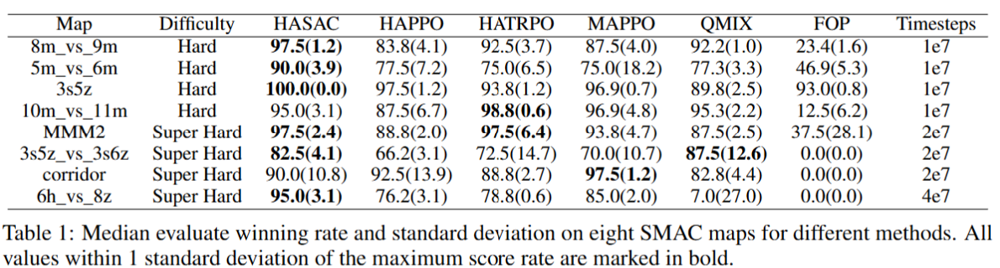 Map Difficulty HASAC HAPPO HATRPO MAPPO QMIX FOP Timesteps
8m_vs_9m Hard 97.5(1.2) 83.8(4.1) 92.5(3.7) 87.5(4.0) 92.2(1.0) 23.4(1.6) 1e7
5m_vs_6m Hard 90.0(3.9) 77.5(7.2) 75.0(6.5) 75.0(18.2) 77.3(3.3) 46.9(5.3) 1e7
3s5z Hard 100.0(0.0) 97.5(1.2) 93.8(1.2) 96.9(0.7) 89.8(2.5) 93.0(0.8) 1e7
10m_vs_11m Hard 95.0(3.1) 87.5(6.7) 98.8(0.6) 96.9(4.8) 95.3(2.2) 12.5(6.2) 1e7
MMM2 Super Hard 97.5(2.4) 88.8(2.0) 97.5(6.4) 93.8(4.7) 87.5(2.5) 37.5(28.1) 2e7
3s5z_vs_3s6z Super Hard 82.5(4.1) 66.2(3.1) 72.5(14.7) 70.0(10.7) 87.5(12.6) 0.0(0.0) 2e7
corridor Super Hard 90.0(10.8) 92.5(13.9) 88.8(2.7) 97.5(1.2) 82.8(4.4) 0.0(0.0) 2e7
6h_vs_8z Super Hard 95.0(3.1) 76.2(3.1) 78.8(0.6) 85.0(2.0) 7.0(27.0) 0.0(0.0) 4e7
Table 1: Median evaluate winning rate and standard deviation on eight SMAC maps for different methods. All
values within 1 standard deviation of the maximum score rate are marked in bold.